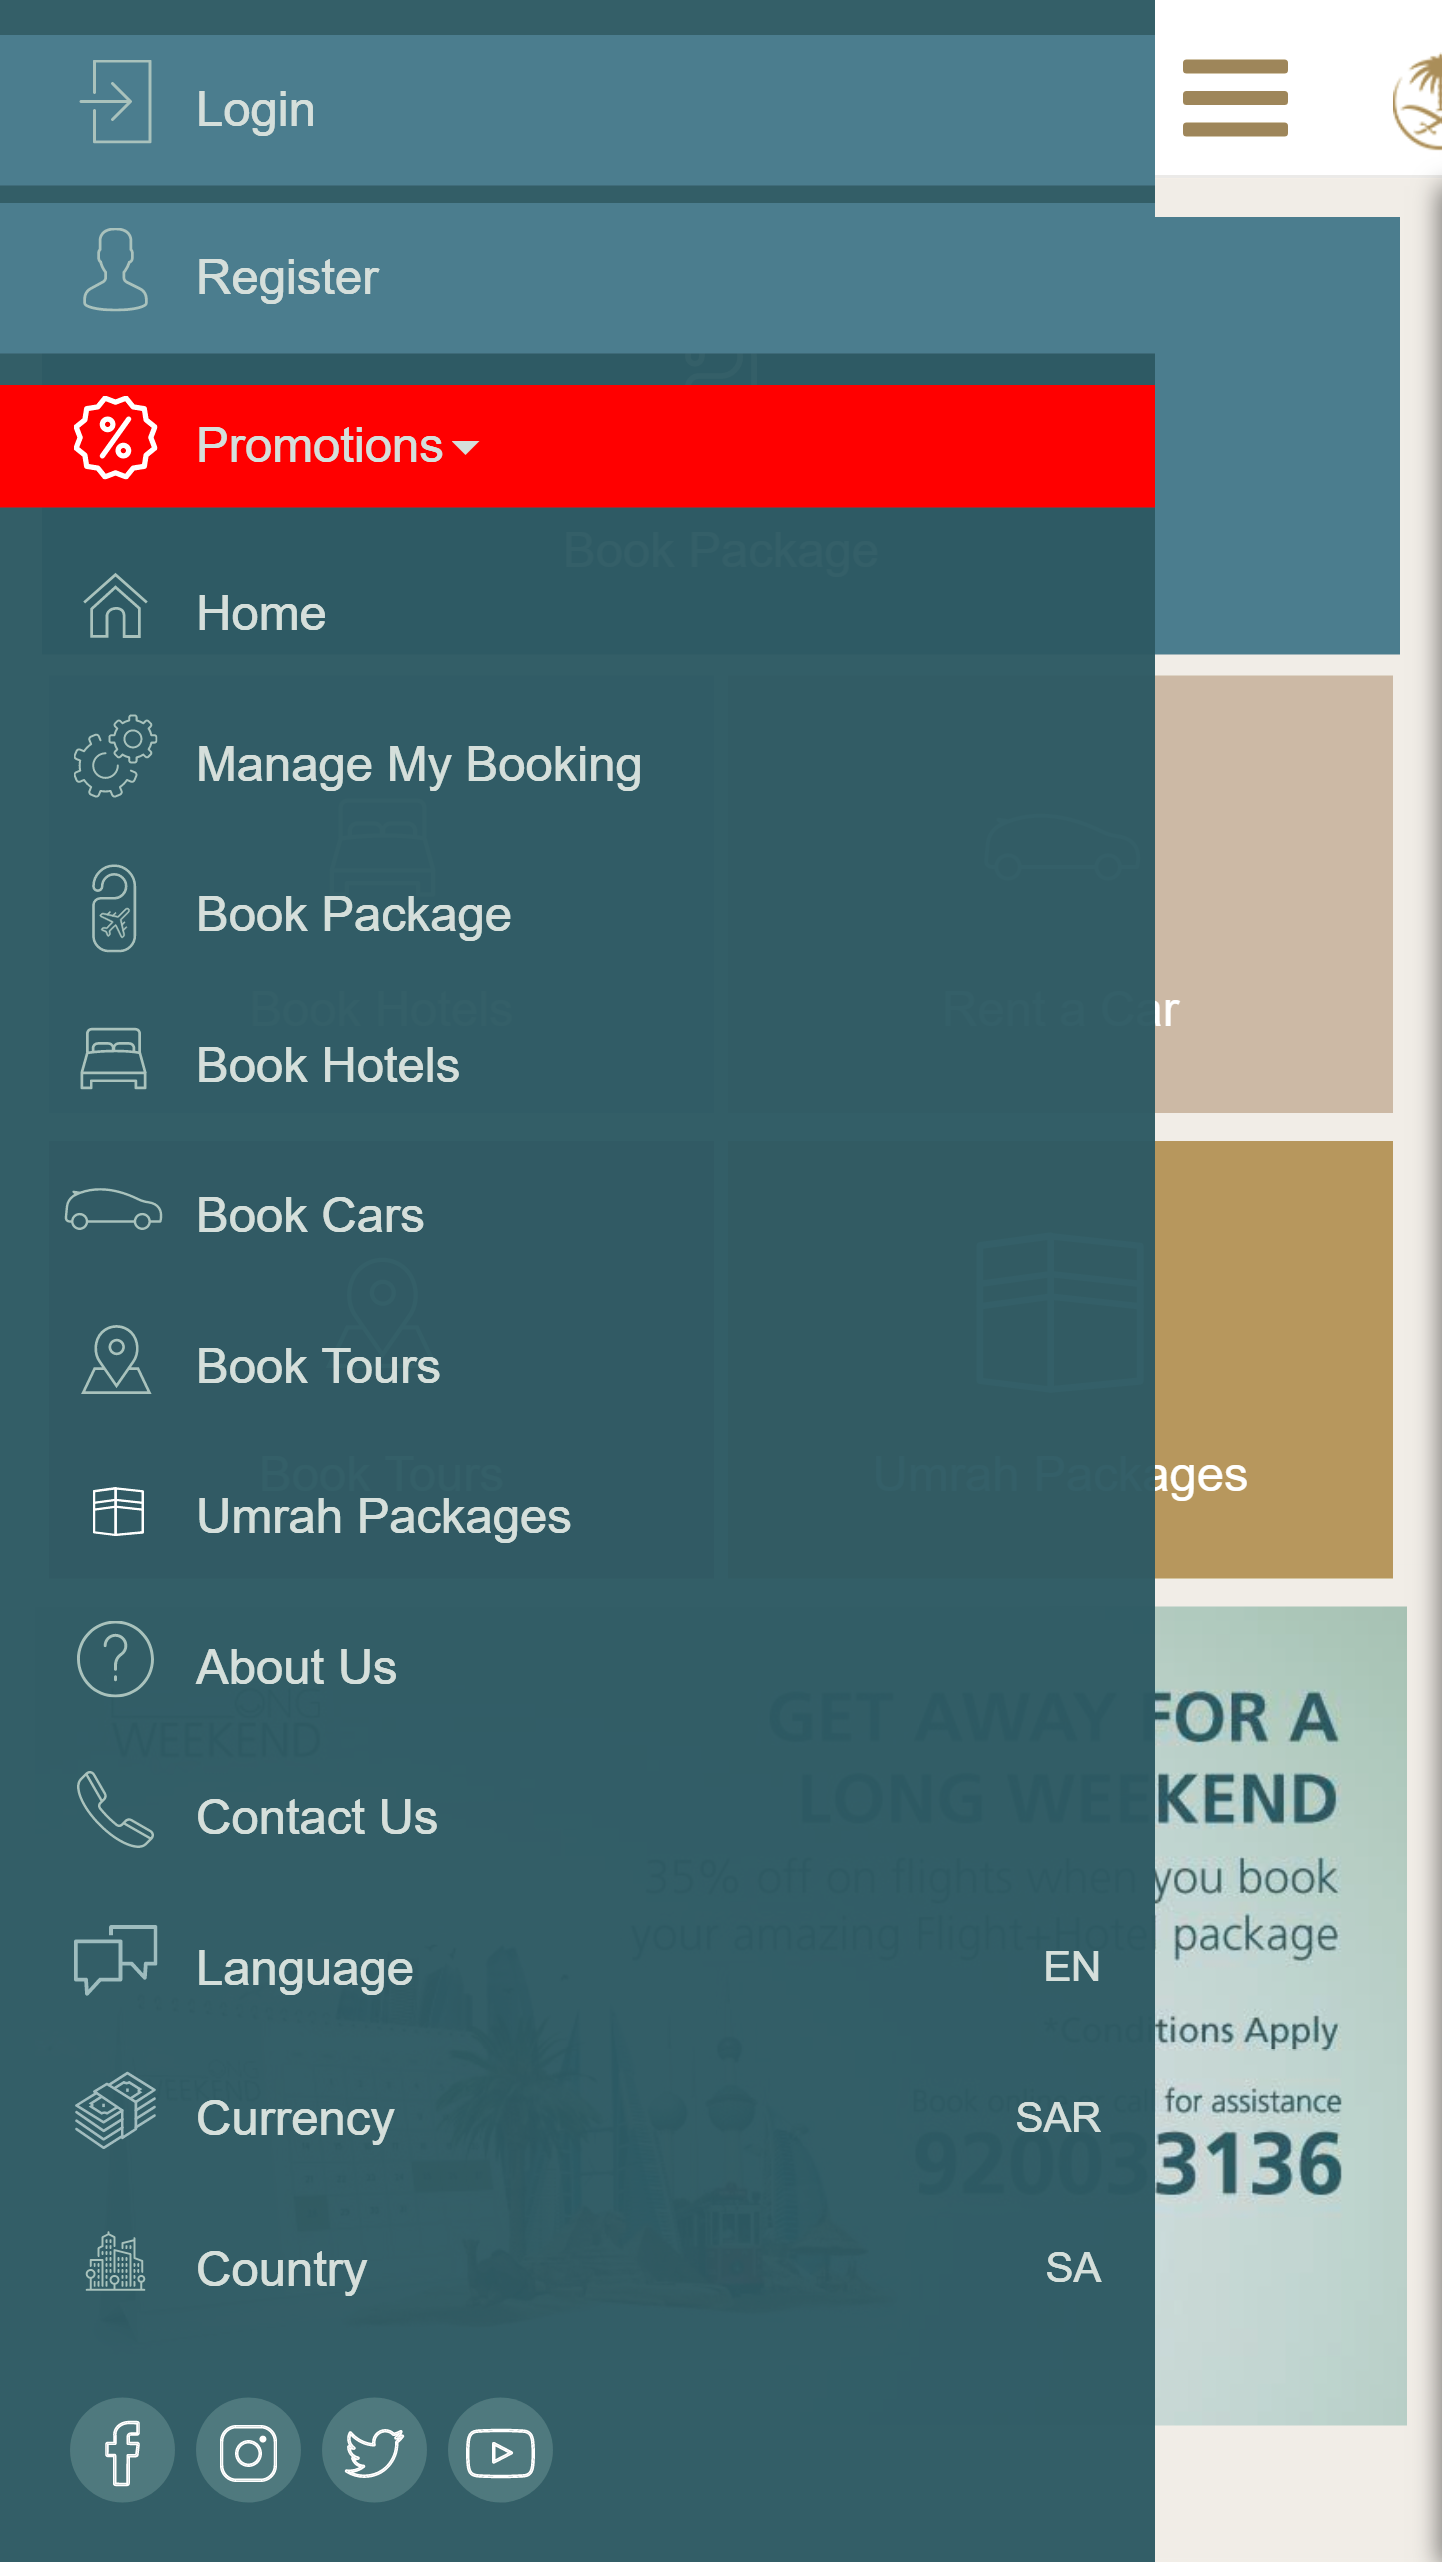 Login
Register
Promotions
Book Package
Home
Manage My Booking
Book Package
Book Hotels
Rent a Car
Book Hotels
Book Cars
Book Tours
Book Tours
Umrah Packages
Umrah Packages
About Us
WEEKEND
GET AWAY FOR A
LONG WEEKEND
Contact Us
35% off on flights when you book
your amazing Flight+Hotel package
Language
EN
*Conditions Apply
Currency
SAR
Book online or call for assistance
920033136
Country
SA